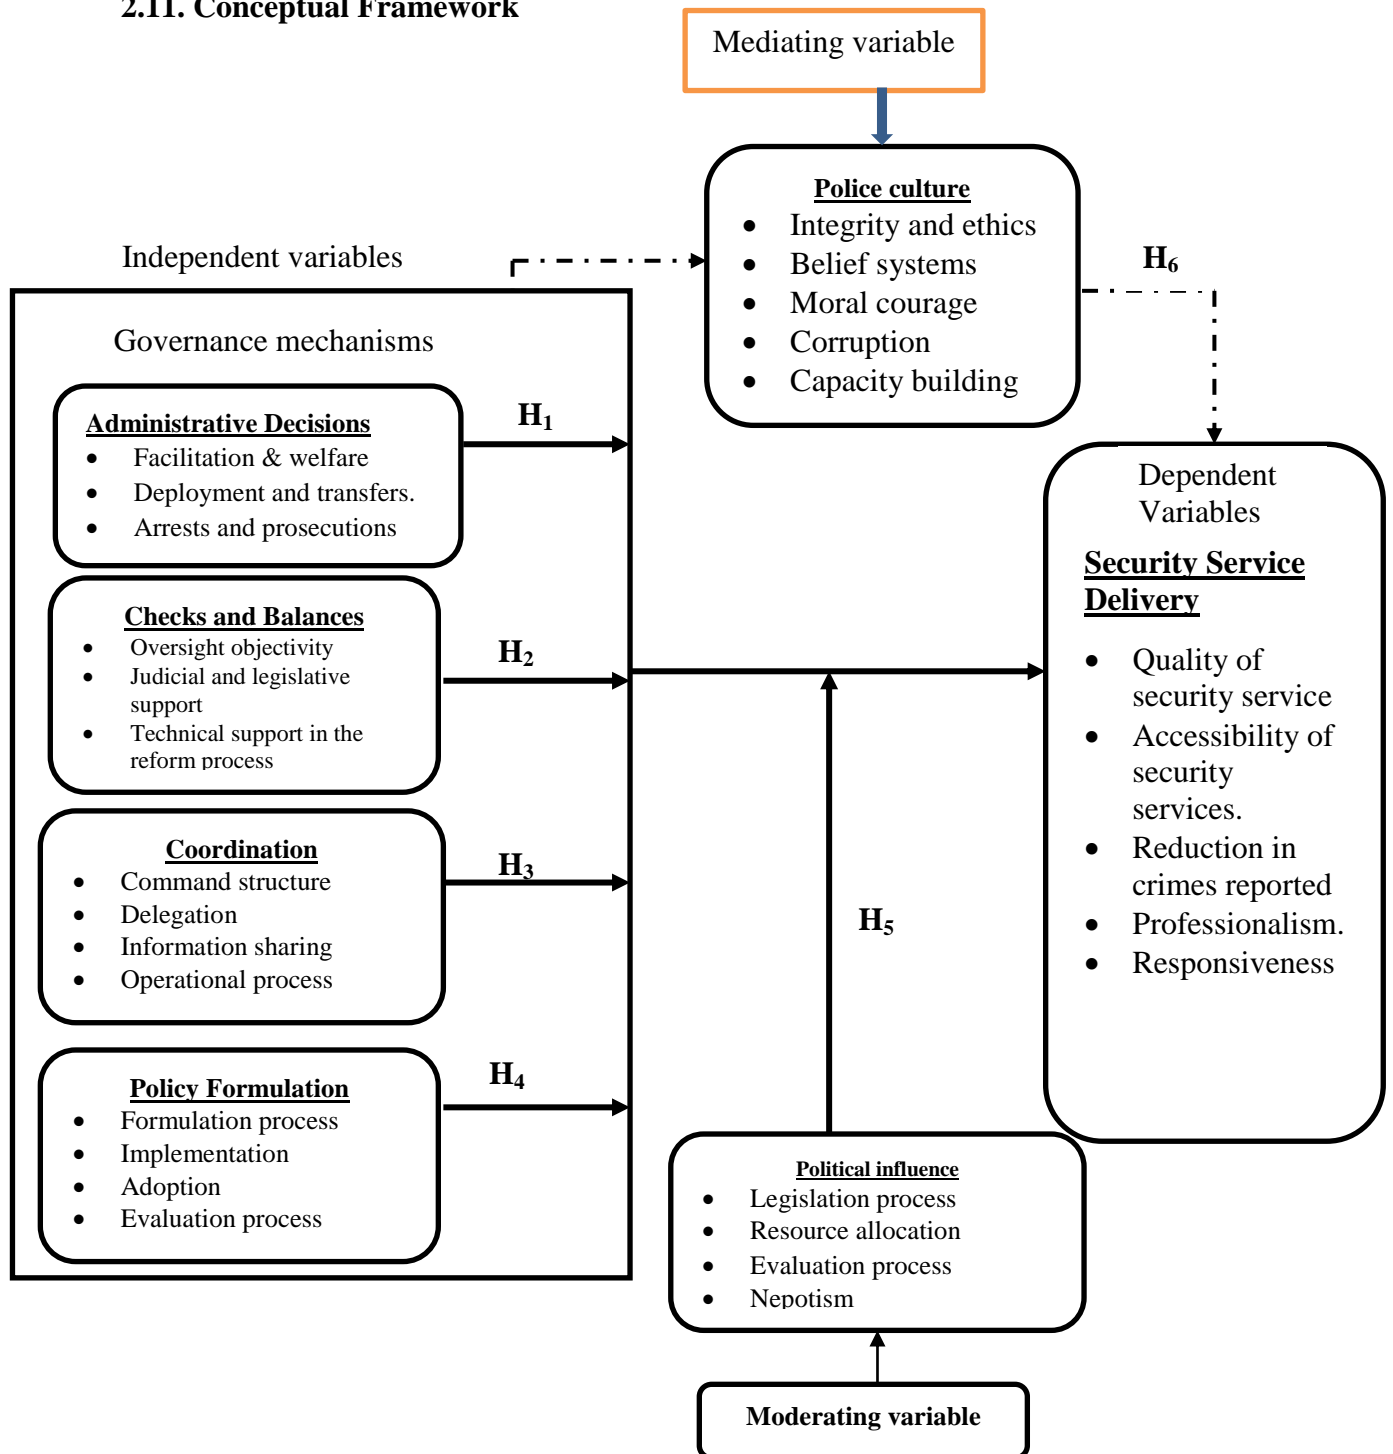 2.11. Conceptual Framework
Mediating variable
Police culture
• Integrity and ethics
• Belief systems
• Moral courage
• Corruption
• Capacity building
H6
Independent variables
Governance mechanisms
Administrative Decisions
• Facilitation & welfare
• Deployment and transfers.
• Arrests and prosecutions
H1
Checks and Balances
• Oversight objectivity
• Judicial and legislative
support
• Technical support in the
reform process
H2
Coordination
• Command structure
• Delegation
• Information sharing
• Operational process
H3
Policy Formulation
• Formulation process
• Implementation
• Adoption
• Evaluation process
H4
H5
Dependent
Variables
Security Service
Delivery
• Quality of
security service
• Accessibility of
security
services.
• Reduction in
crimes reported
• Professionalism.
• Responsiveness
Political influence
• Legislation process
• Resource allocation
• Evaluation process
• Nepotism
Moderating variable